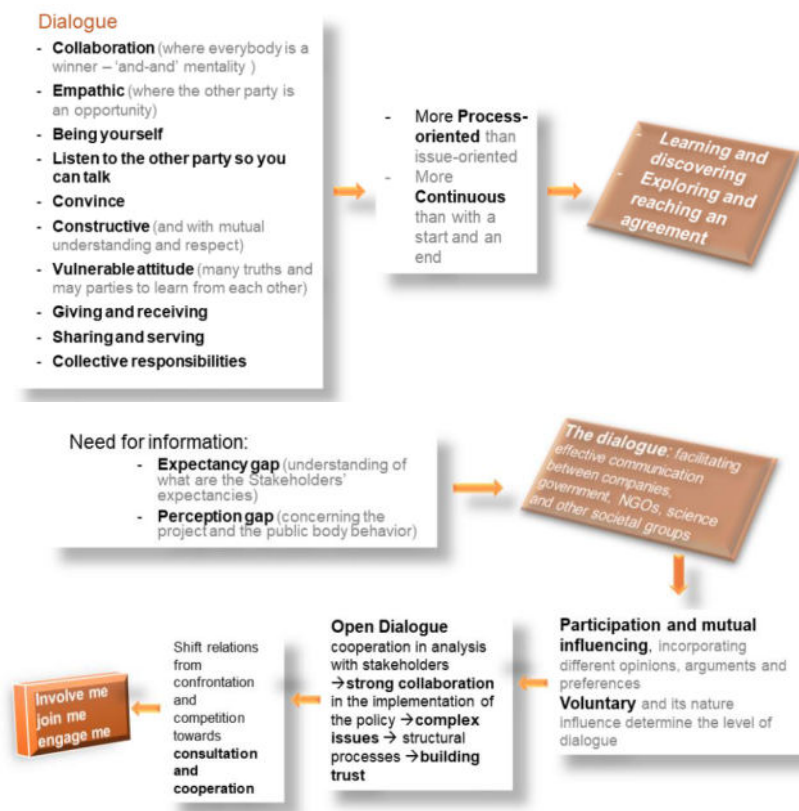 Dialogue
- Collaboration (where everybody is a
winner – 'and-and' mentality )
- Empathic (where the other party is
an opportunity)
- Being yourself
- Listen to the other party so you
can talk
- Convince
- Constructive (and with mutual
understanding and respect)
- Vulnerable attitude (many truths and
may parties to learn from each other)
- Giving and receiving
- Sharing and serving
- Collective responsibilities
- More Process-
oriented than
issue-oriented
- More
Continuous
than with a
start and an
end
- Learning and
discovering
- Exploring and
reaching an
agreement
Need for information:
- Expectancy gap (understanding of
what are the Stakeholders'
expectancies)
- Perception gap (concerning the
project and the public body behavior)
The dialogue: facilitating
effective communication
between companies,
government, NGOs, science
and other societal groups
Participation and mutual
influencing, incorporating
different opinions, arguments and
preferences
Voluntary and its nature
influence determine the level of
dialogue
Open Dialogue
cooperation in analysis
with stakeholders
→strong collaboration
in the implementation of
the policy →complex
issues → structural
processes →building
trust
Shift relations
from
confrontation
and
competition
towards
consultation
and
cooperation
Involve me
join me
engage me